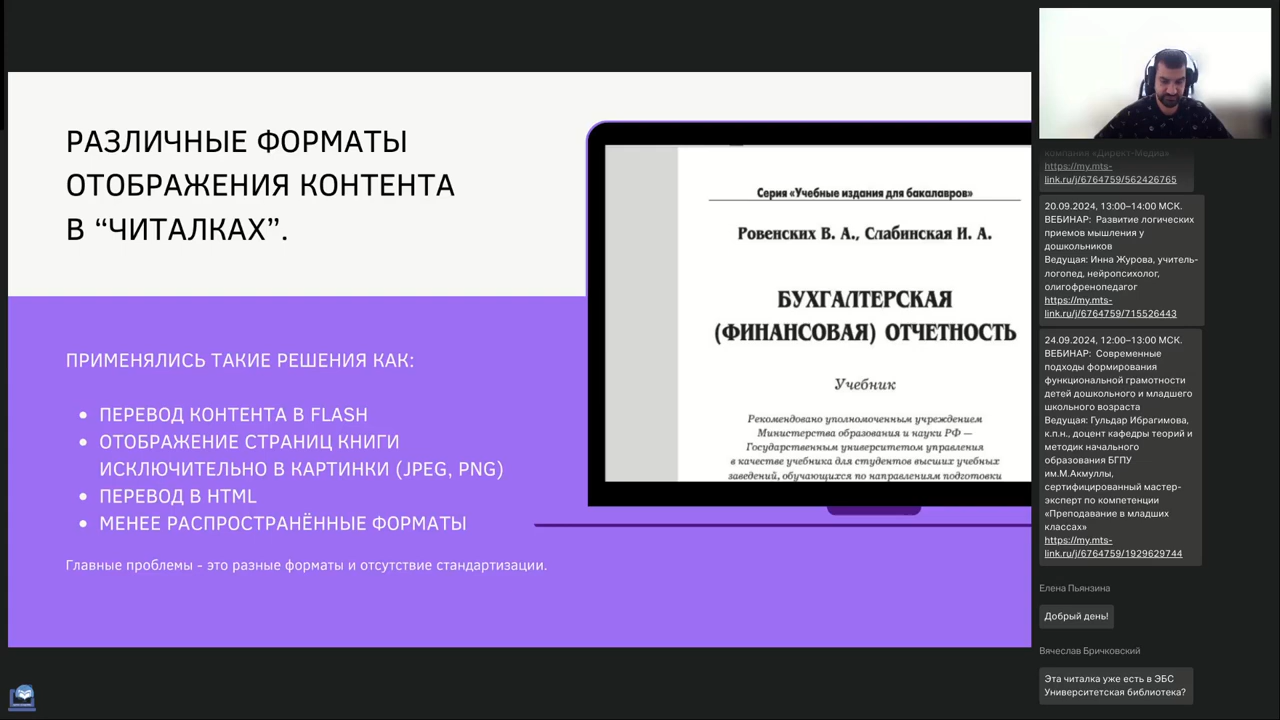 РАЗЛИЧНЫЕ ФОРМАТЫ
ОТОБРАЖЕНИЯ КОНТЕНТА
В “ЧИТАЛКАХ”.
ПРИМЕНЯЛИСЬ ТАКИЕ РЕШЕНИЯ КАК:
• ПЕРЕВОД КОНТЕНТА В FLASH
• ОТОБРАЖЕНИЕ СТРАНИЦ КНИГИ
ИСКЛЮЧИТЕЛЬНО В КАРТИНКИ (JPEG, PNG)
• ПЕРЕВОД В HTML
• МЕНЕЕ РАСПРОСТРАНЁННЫЕ ФОРМАТЫ
Главные проблемы - это разные форматы и отсутствие стандартизации.
Серия «Учебные издания для бакалавров»
Ровенских В. А., Слабинская И. А.
БУХГАЛТЕРСКАЯ
(ФИНАНСОВАЯ) ОТЧЕТНОСТЬ
Учебник
Рекомендовано уполномоченным учреждением
Министерства образования и науки РФ —
Государственным университетом управления
в качестве учебника для студентов высших учебных
заведений, обучающихся по направлениям подготовки
компании «Директ-Медиа»
https://my.mts-
link.ru/j/6764759/562426765
20.09.2024, 13:00–14:00 МСК.
ВЕБИНАР: Развитие логических
приемов мышления у
дошкольников
Ведущая: Инна Журова, учитель-
логопед, нейропсихолог,
олигофренопедагог
https://my.mts-
link.ru/j/6764759/715526443
24.09.2024, 12:00–13:00 МСК.
ВЕБИНАР: Современные
подходы формирования
функциональной грамотности
детей дошкольного и младшего
школьного возраста
Ведущая: Гульдар Ибрагимова,
к.п.н., доцент кафедры теорий и
методик начального
образования БГПУ
им.М.Акмуллы,
сертифицированный мастер-
эксперт по компетенции
«Преподавание в младших
классах»
https://my.mts-
link.ru/j/6764759/1929629744
Елена Пьянзина
Добрый день!
Вячеслав Бричковский
Эта читалка уже есть в ЭБС
Университетская библиотека?